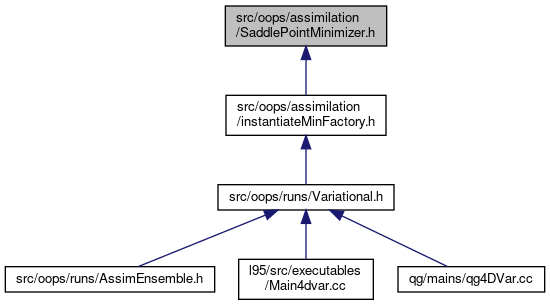 src/oops/assimilation
/SaddlePointMinimizer.h
src/oops/assimilation
/instantiateMinFactory.h
src/oops/runs/Variational.h
src/oops/runs/AssimEnsemble.h
l95/src/executables
/Main4dvar.cc
qg/mains/qg4DVar.cc